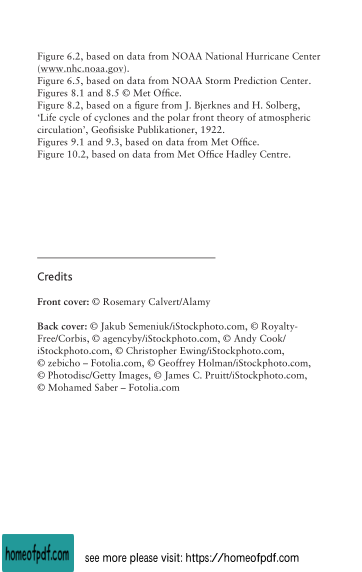 Figure 6.2, based on data from NOAA National Hurricane Center
(www.nhc.noaa.gov).
Figure 6.5, based on data from NOAA Storm Prediction Center.
Figures 8.1 and 8.5 © Met Office.
Figure 8.2, based on a figure from J. Bjerknes and H. Solberg,
‘Life cycle of cyclones and the polar front theory of atmospheric
circulation’, Geofisiske Publikationer, 1922.
Figures 9.1 and 9.3, based on data from Met Office.
Figure 10.2, based on data from Met Office Hadley Centre.
Credits
Front cover: © Rosemary Calvert/Alamy
Back cover: © Jakub Semeniuk/iStockphoto.com, © Royalty-
Free/Corbis, © agencyby/iStockphoto.com, © Andy Cook/
iStockphoto.com, © Christopher Ewing/iStockphoto.com,
© zebicho – Fotolia.com, © Geoffrey Holman/iStockphoto.com,
© Photodisc/Getty Images, © James C. Pruitt/iStockphoto.com,
© Mohamed Saber – Fotolia.com
homeofpdf.com
see more please visit: https://homeofpdf.com